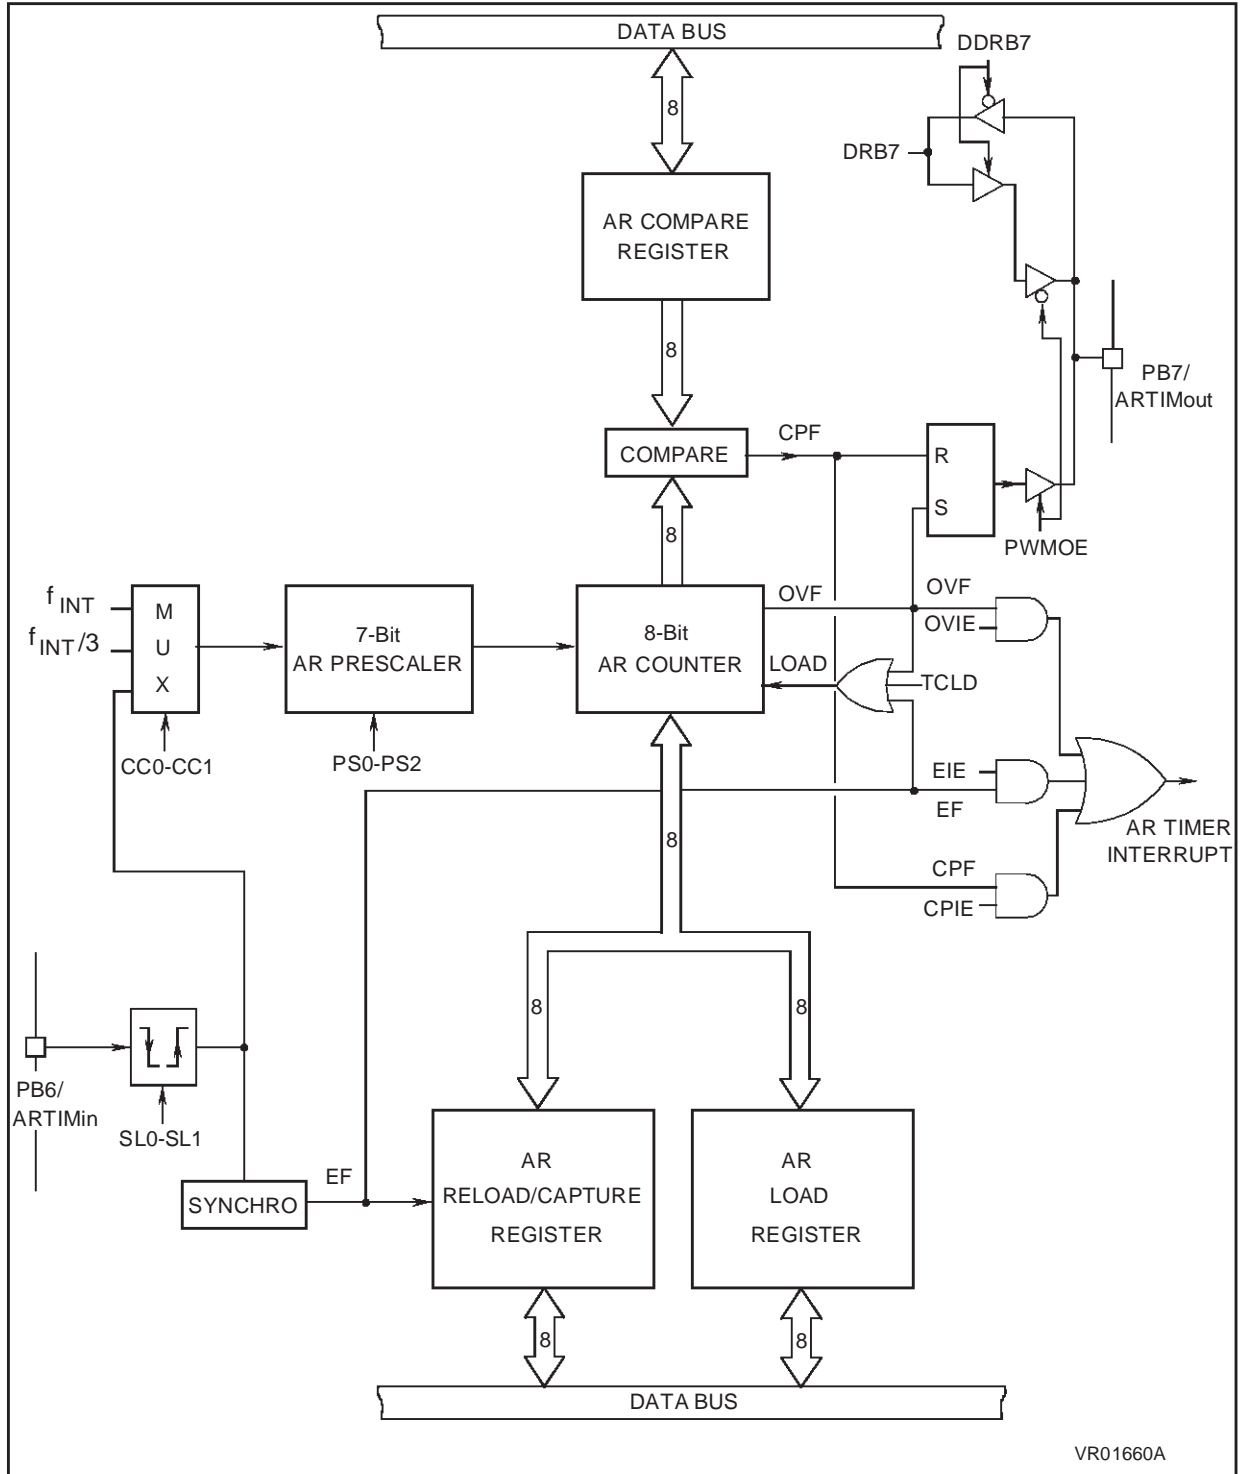 DATA BUS
DDRB7
8
DRB7
AR COMPARE
REGISTER
8
PB7/
ARTIMout
CPF
COMPARE
R
S
8
PWMOE
f INT
f INT /3
M
U
X
7-Bit
AR PRESCALER
8-Bit
AR COUNTER
OVF
OVF
OVIE
LOAD
TCLD
CC0-CC1
PS0-PS2
EIE
EF
AR TIMER
INTERRUPT
8
CPF
CPIE
8
8
PB6/
ARTIMin
SL0-SL1
SYNCHRO
EF
AR
RELOAD/CAPTURE
REGISTER
AR
LOAD
REGISTER
8
8
DATA BUS
VR01660A